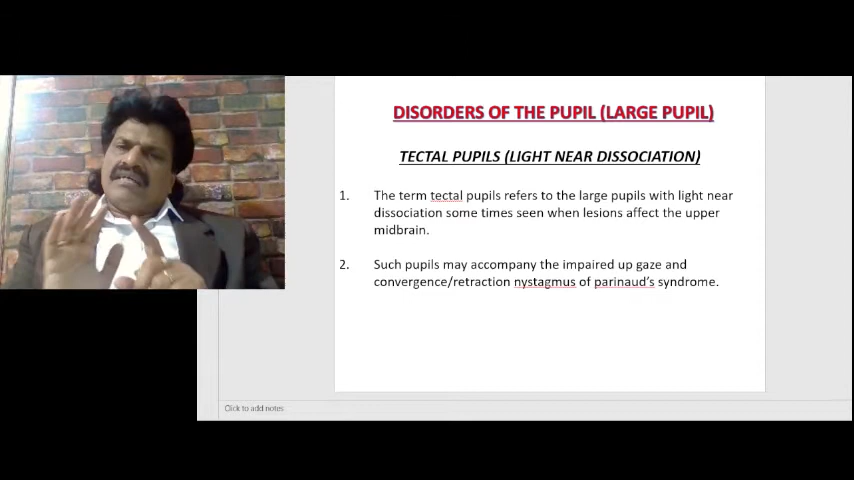 DISORDERS OF THE PUPIL (LARGE PUPIL)
TECTAL PUPILS (LIGHT NEAR DISSOCIATION)
1. The term tectal pupils refers to the large pupils with light near
dissociation some times seen when lesions affect the upper
midbrain.
2. Such pupils may accompany the impaired up gaze and
convergence/retraction nystagmus of parinaud's syndrome.
Click to add notes